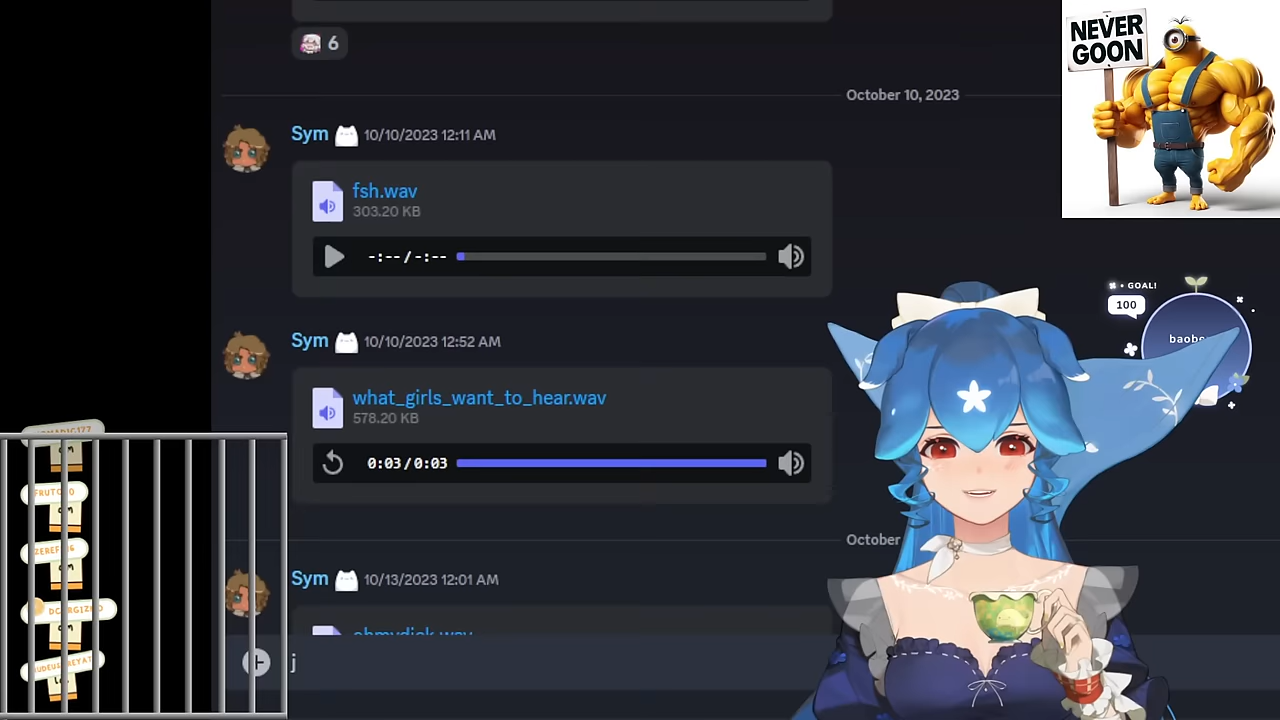 6
NEVER
GOON
October 10, 2023
Sym 10/10/2023 12:11 AM
fsh.wav
303.20 KB
-:-- / -:--
GOAL!
100
Sym 10/10/2023 12:52 AM
what_girls_want_to_hear.wav
578.20 KB
0:03 / 0:03
October
Sym 10/13/2023 12:01 AM
j